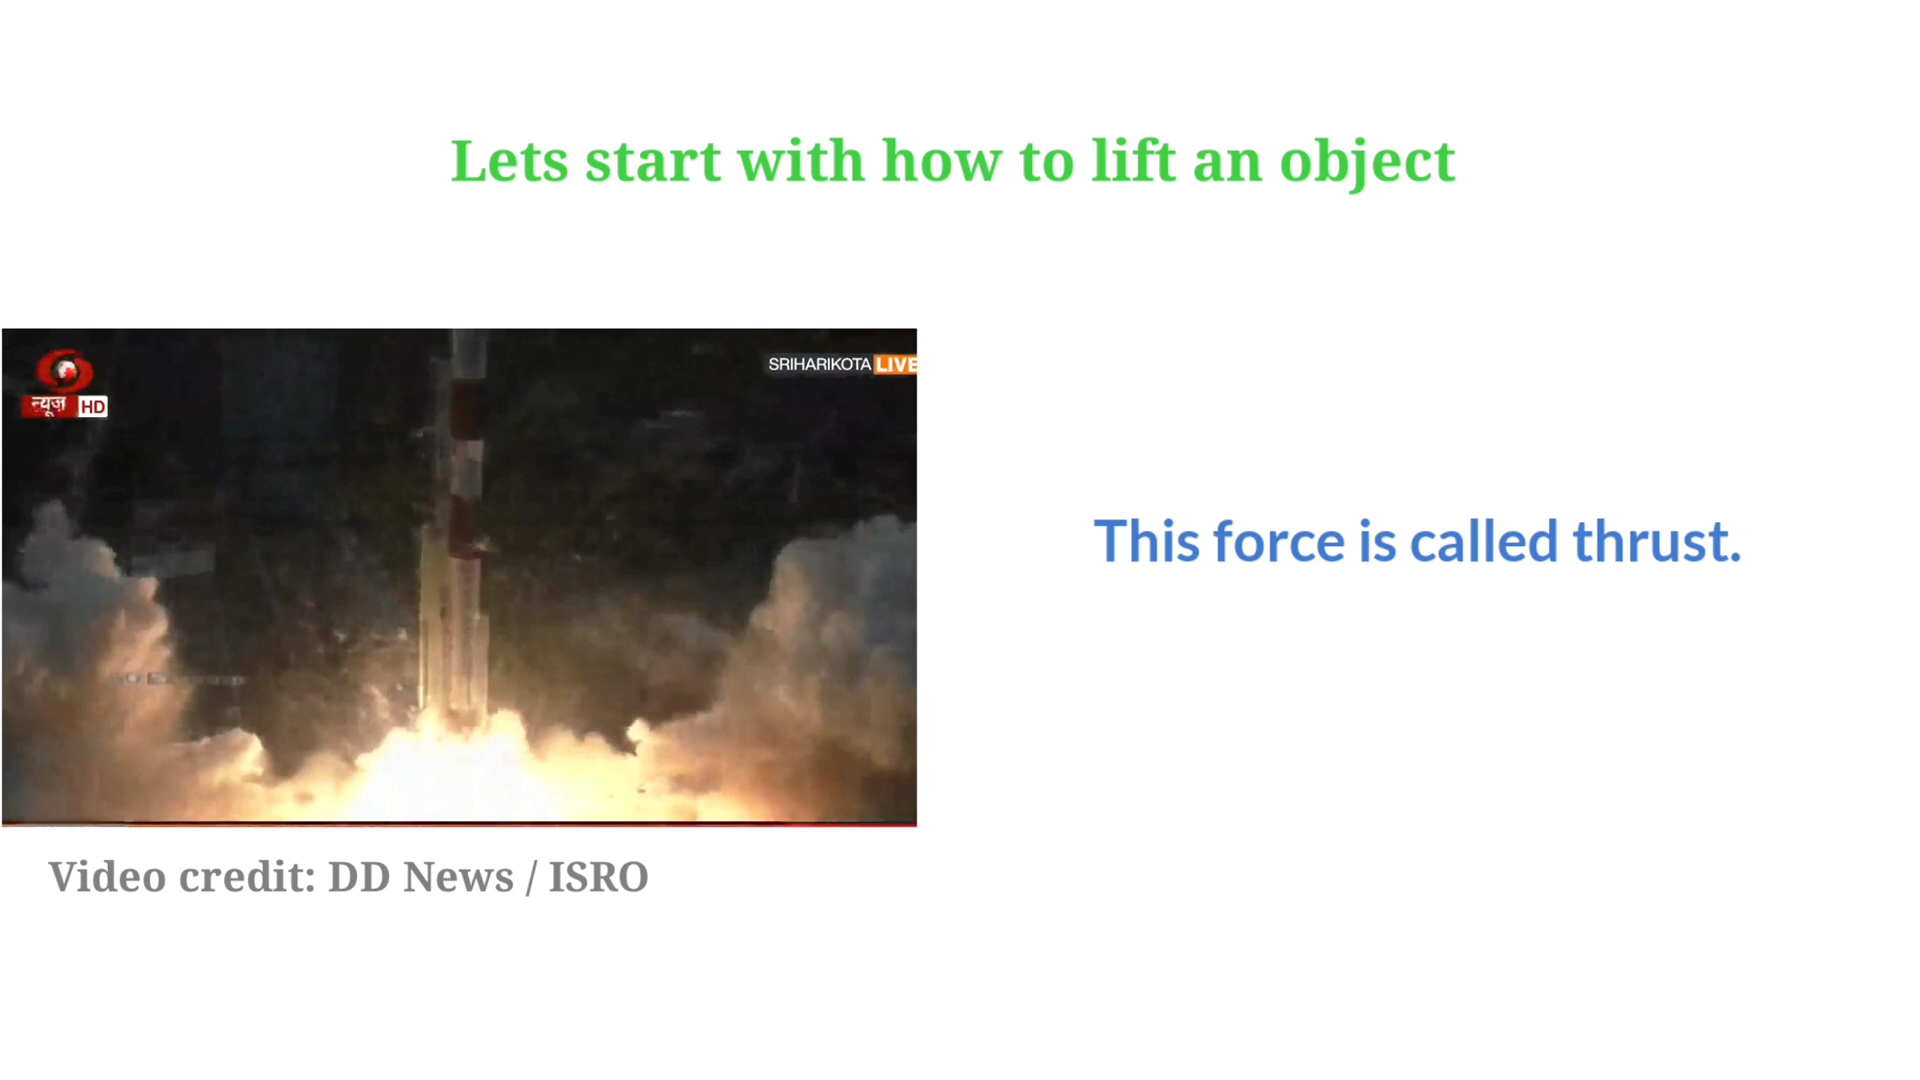 Lets start with how to lift an object
SRIHARIKOTA LIVE
न्यूज़ HD
This force is called thrust.
Video credit: DD News / ISRO